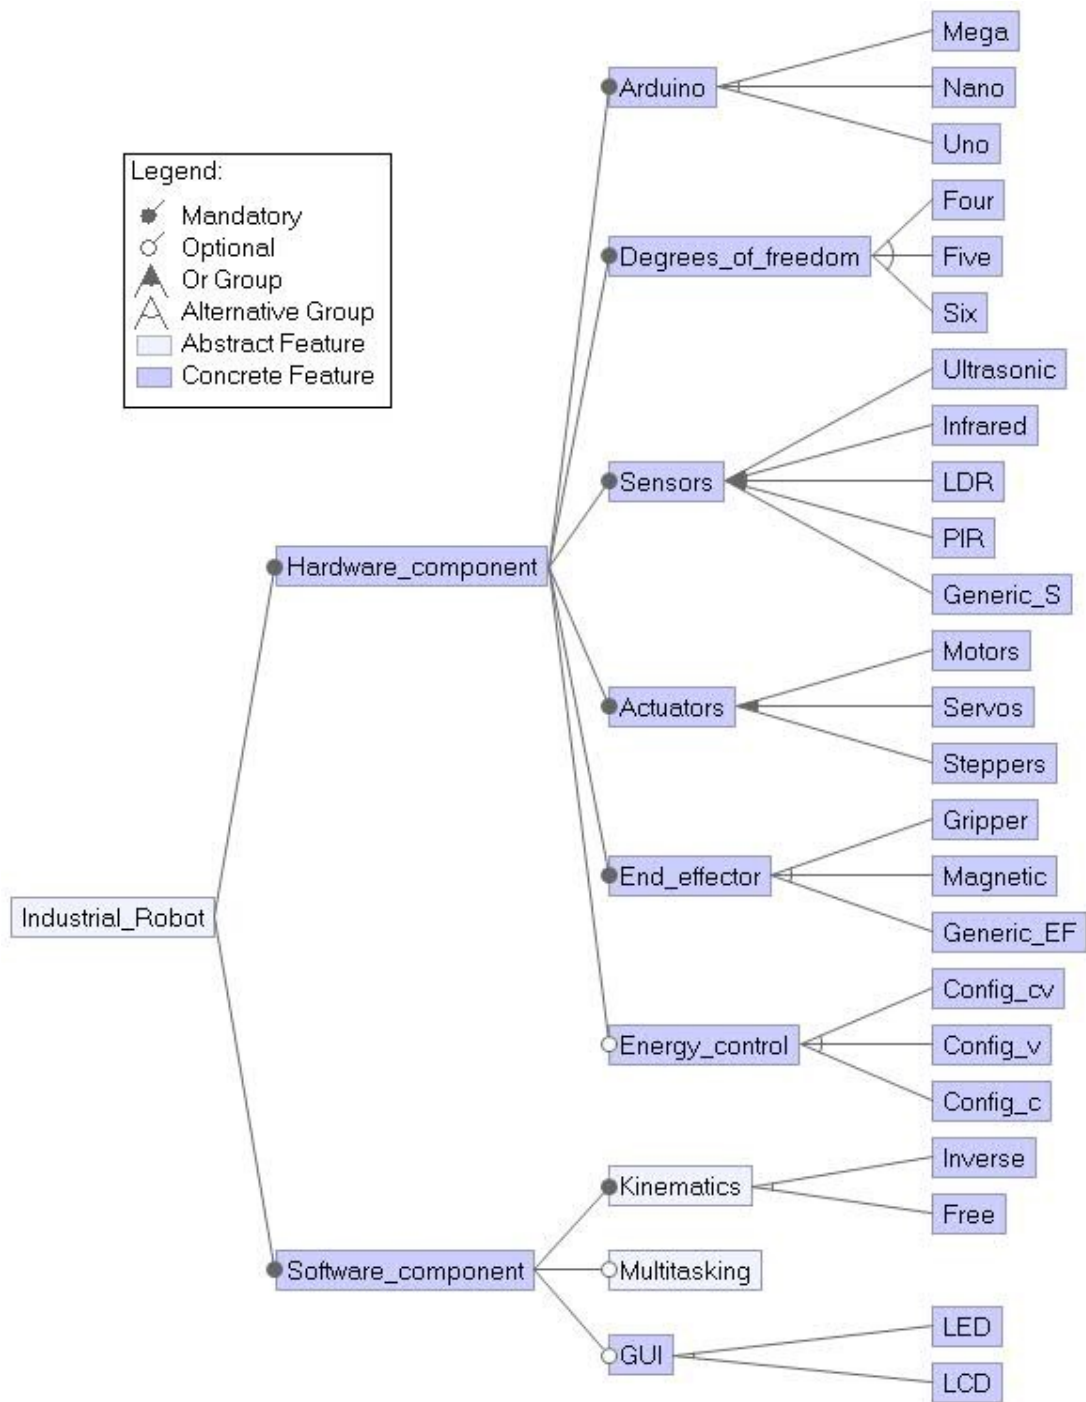 Mega
Arduino
Nano
Uno
Legend:
Mandatory
Optional
Or Group
Alternative Group
Abstract Feature
Concrete Feature
Four
Degrees_of_freedom
Five
Six
Ultrasonic
Infrared
Sensors
LDR
PIR
Generic_S
Hardware_component
Motors
Actuators
Servos
Steppers
Gripper
End_effector
Magnetic
Generic_EF
Industrial_Robot
Config_cv
Energy_control
Config_v
Config_c
Inverse
Kinematics
Free
Software_component
Multitasking
LED
GUI
LCD